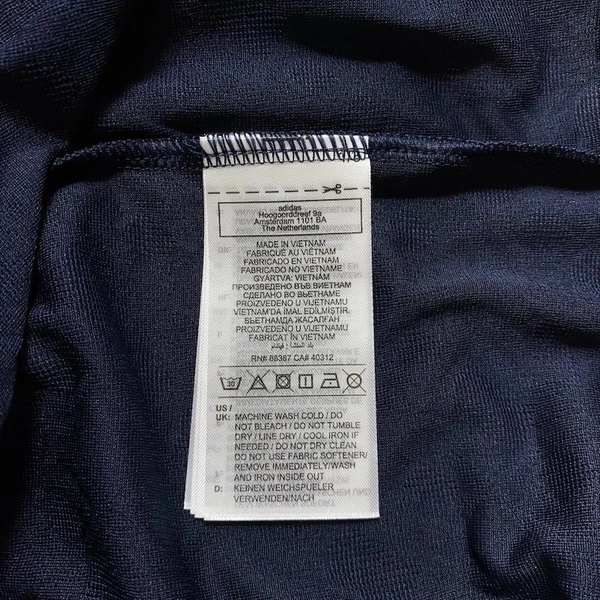 adidas
Hoogoorddreef 9a
Amsterdam 1101 BA
The Netherlands
MADE IN VIETNAM
FABRIQUÉ AU VIÊTNAM
FABRICADO EN VIETNAM
FABRICADO NO VIETNAME
GYÁRTVA: VIETNAM
ПРОИЗВЕДЕНО ВЪВ ВИЕТНАМ
СДЕЛАНО ВО ВЬЕТНАМЕ
PROIZVEDENO U VIJETNAMU
VIETNAM'DA İMAL EDİLMİŞTİR.
ВЬЕТНАМДА ЖАСАЛҒАН
PROIZVEDENO U VIJETNAMU
FABRICAT ÎN VIETNAM
RN# 88387 CA# 40312
30
US /
UK: MACHINE WASH COLD / DO
NOT BLEACH / DO NOT TUMBLE
DRY / LINE DRY / COOL IRON IF
NEEDED / DO NOT DRY CLEAN
DO NOT USE FABRIC SOFTENER/
REMOVE IMMEDIATELY/WASH
AND IRON INSIDE OUT
D: KEINEN WEICHSPUELER
VERWENDEN/NACH